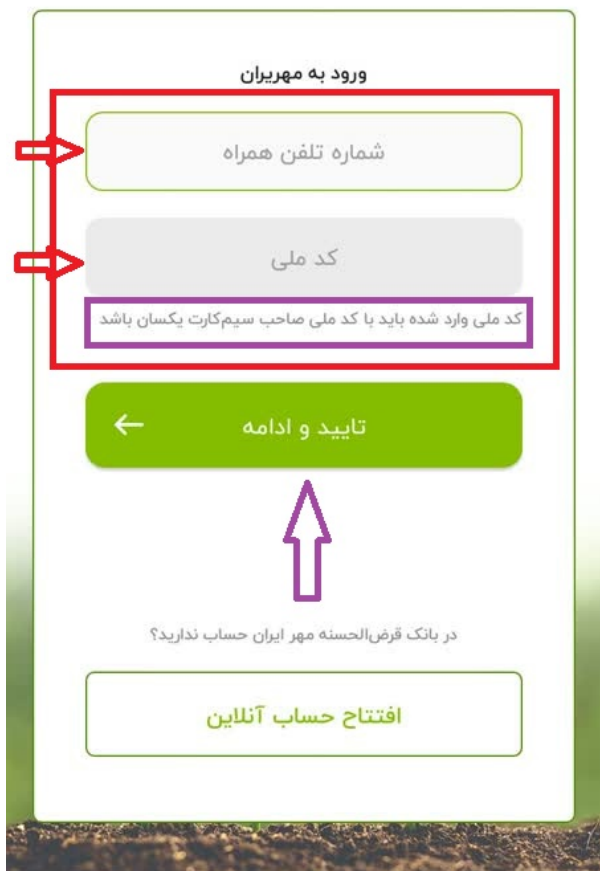 ورود به مهریران
شماره تلفن همراه
کد ملی
کد ملی وارد شده باید با کد ملی صاحب سیم‌کارت یکسان باشد
تایید و ادامه
در بانک قرض‌الحسنه مهر ایران حساب ندارید؟
افتتاح حساب آنلاین